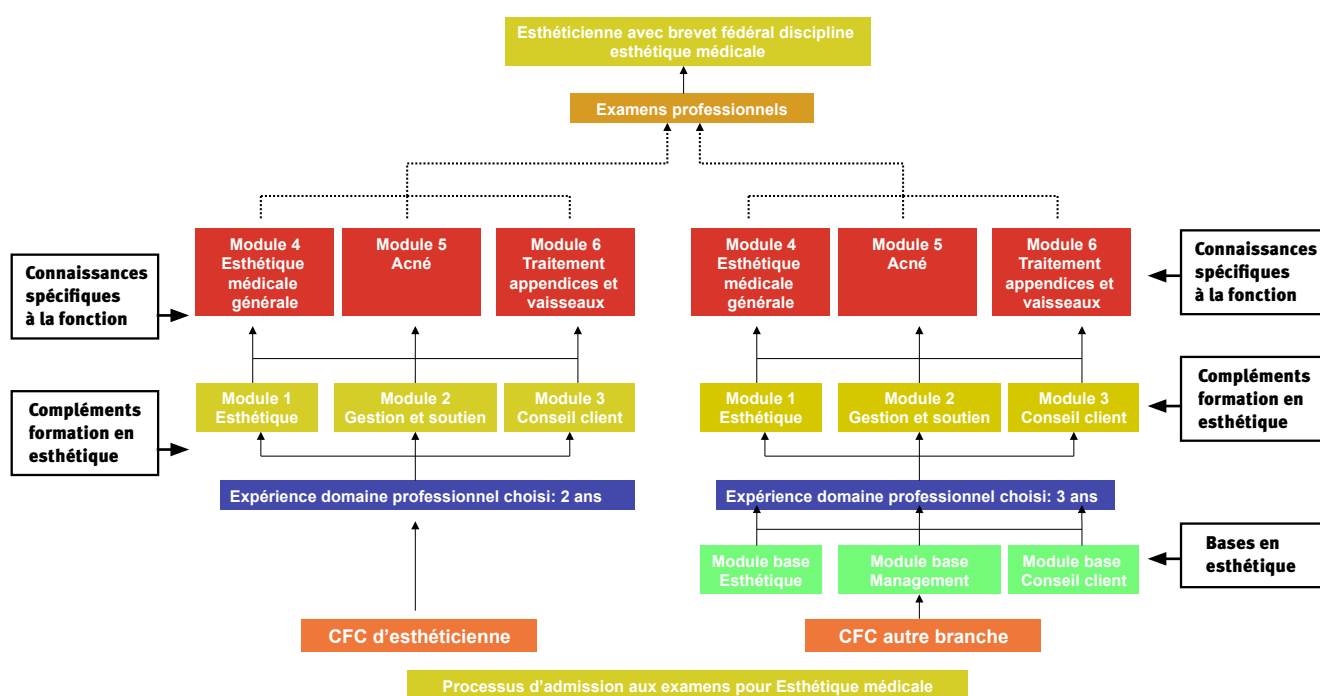 Esthéticienne avec brevet fédéral discipline
esthétique médicale
Examens professionnels
Connaissances
spécifiques
à la fonction
Module 4
Esthétique
médicale
générale
Module 5
Acné
Module 6
Traitement
appendices et
vaisseaux
Module 4
Esthétique
médicale
générale
Module 5
Acné
Module 6
Traitement
appendices et
vaisseaux
Connaissances
spécifiques
à la fonction
Compléments
formation en
esthétique
Module 1
Esthétique
Module 2
Gestion et soutien
Module 3
Conseil client
Module 1
Esthétique
Module 2
Gestion et soutien
Module 3
Conseil client
Compléments
formation en
esthétique
Expérience domaine professionnel choisi: 2 ans
Expérience domaine professionnel choisi: 3 ans
Module base
Esthétique
Module base
Management
Module base
Conseil client
Bases en
esthétique
CFC d'esthéticienne
CFC autre branche
Processus d'admission aux examens pour Esthétique médicale